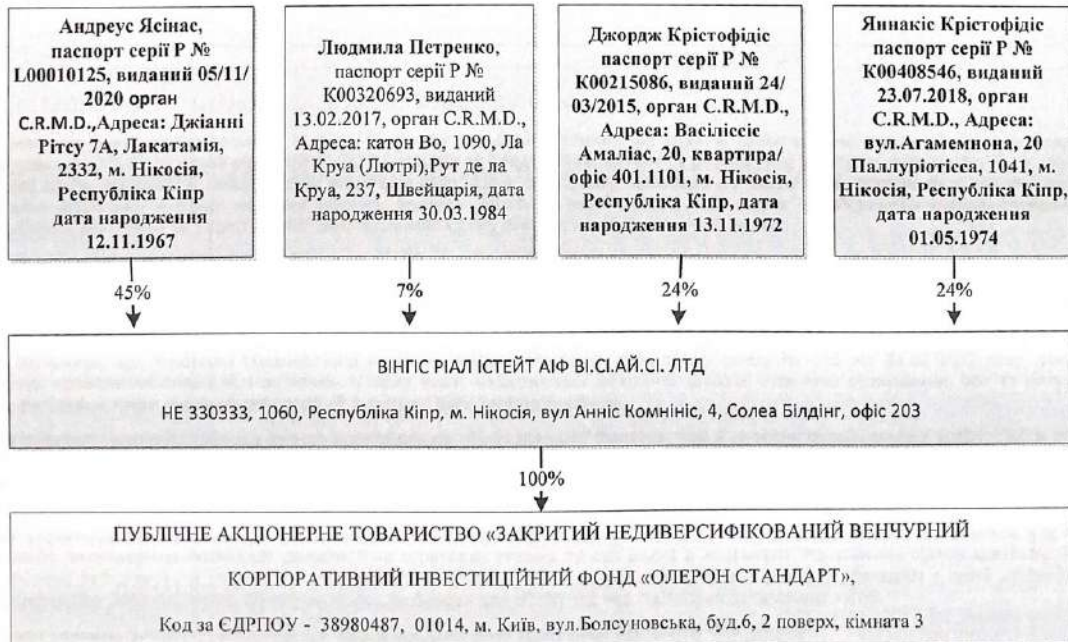 Андреус Ясінас,
паспорт серії Р №
L00010125, виданий 05/11/
2020 орган
C.R.M.D.,Адреса: Джіанні
Рітсу 7А, Лакатамія,
2332, м. Нікосія,
Республіка Кіпр
дата народження
12.11.1967
Людмила Петренко,
паспорт серії Р №
К00320693, виданий
13.02.2017, орган C.R.M.D.,
Адреса: катон Во, 1090, Ла
Круа (Лютрі),Рут де ла
Круа, 237, Швейцарія, дата
народження 30.03.1984
Джордж Крістофідіс
паспорт серії Р №
К00215086, виданий 24/
03/2015, орган C.R.M.D.,
Адреса: Васіліссіс
Амаліас, 20, квартира/
офіс 401.1101, м. Нікосія,
Республіка Кіпр, дата
народження 13.11.1972
Яннакіс Крістофідіс
паспорт серії Р №
К00408546, виданий
23.07.2018, орган
C.R.M.D., Адреса:
вул.Агамемнона, 20
Паллуріотісса, 1041, м.
Нікосія, Республіка Кіпр,
дата народження
01.05.1974
45%
7%
24%
24%
ВІНГІС РІАЛ ІСТЕЙТ АІФ ВІ.СІ.АЙ.СІ. ЛТД
НЕ 330333, 1060, Республіка Кіпр, м. Нікосія, вул Анніс Комнініс, 4, Солеа Білдінг, офіс 203
100%
ПУБЛІЧНЕ АКЦІОНЕРНЕ ТОВАРИСТВО «ЗАКРИТИЙ НЕДИВЕРСИФІКОВАНИЙ ВЕНЧУРНИЙ
КОРПОРАТИВНИЙ ІНВЕСТИЦІЙНИЙ ФОНД «ОЛЕРОН СТАНДАРТ»,
Код за ЄДРПОУ - 38980487, 01014, м. Київ, вул.Болсуновська, буд.6, 2 поверх, кімната 3